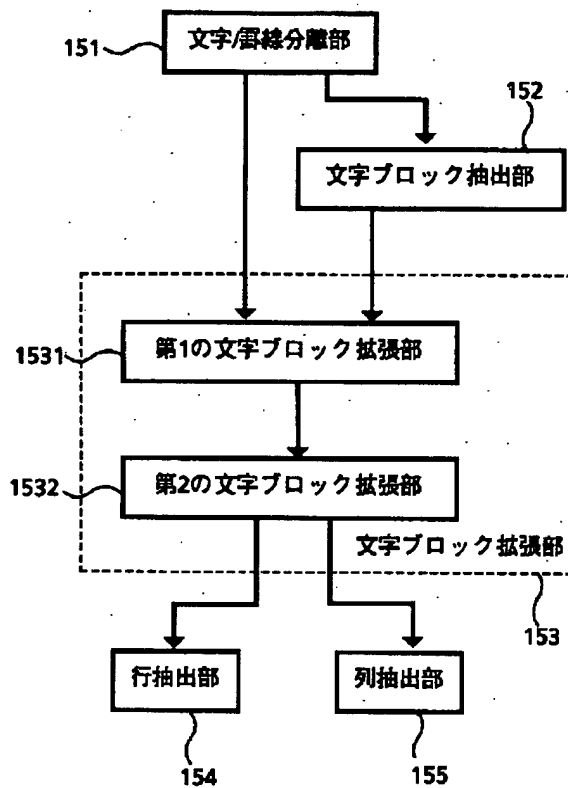 文字/罫線分離部
151
152
文字ブロック抽出部
第1の文字ブロック拡張部
1531
第2の文字ブロック拡張部
1532
文字ブロック拡張部
153
行抽出部
列抽出部
154
155